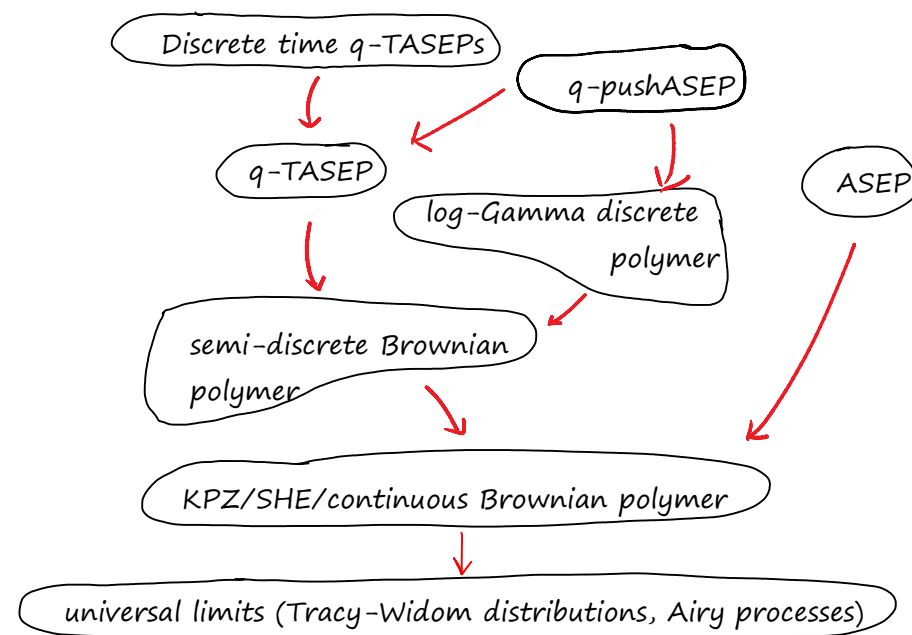 Discrete time q-TASEPs
q-pushASEP
q-TASEP
ASEP
log-Gamma discrete
polymer
semi-discrete Brownian
polymer
KPZ/SHE/continuous Brownian polymer
universal limits (Tracy-Widom distributions, Airy processes)